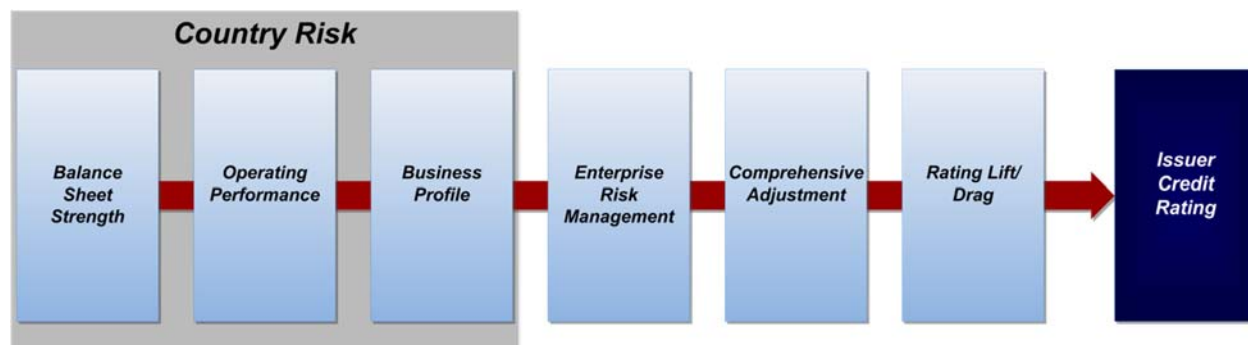 Country Risk
Balance
Sheet
Strength
Operating
Performance
Business
Profile
Enterprise
Risk
Management
Comprehensive
Adjustment
Rating Lift/
Drag
Issuer
Credit
Rating